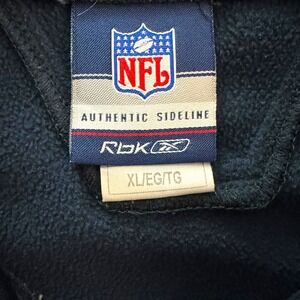 NFL
AUTHENTIC SIDELINE
Rbk
XL/EG/TG